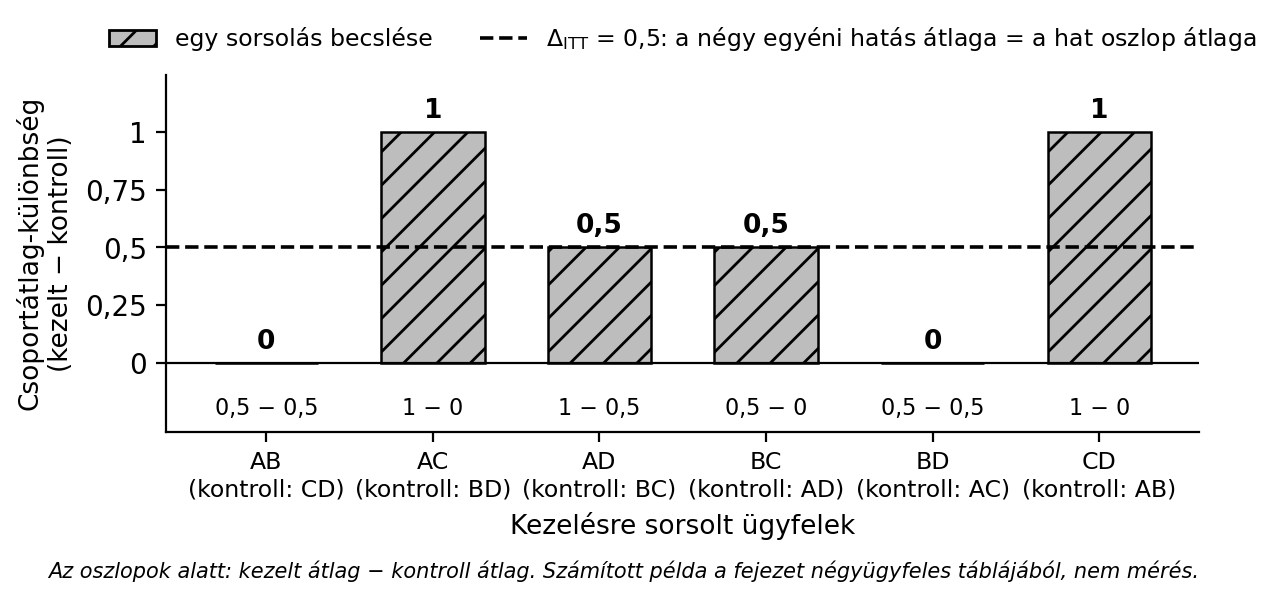 egy sorsolás becslése
Δ_ITT = 0,5: a négy egyéni hatás átlaga = a hat oszlop átlaga
Csoportátlag-különbség
(kezelt − kontroll)
1
0,75
0,5
0,25
0
0
1
0,5
0,5
0
1
0,5 − 0,5
1 − 0
1 − 0,5
0,5 − 0
0,5 − 0,5
1 − 0
AB
(kontroll: CD)
AC
(kontroll: BD)
AD
(kontroll: BC)
BC
(kontroll: AD)
BD
(kontroll: AC)
CD
(kontroll: AB)
Kezelésre sorsolt ügyfelek
Az oszlopok alatt: kezelt átlag − kontroll átlag. Számított példa a fejezet négyügyfeles táblájából, nem mérés.